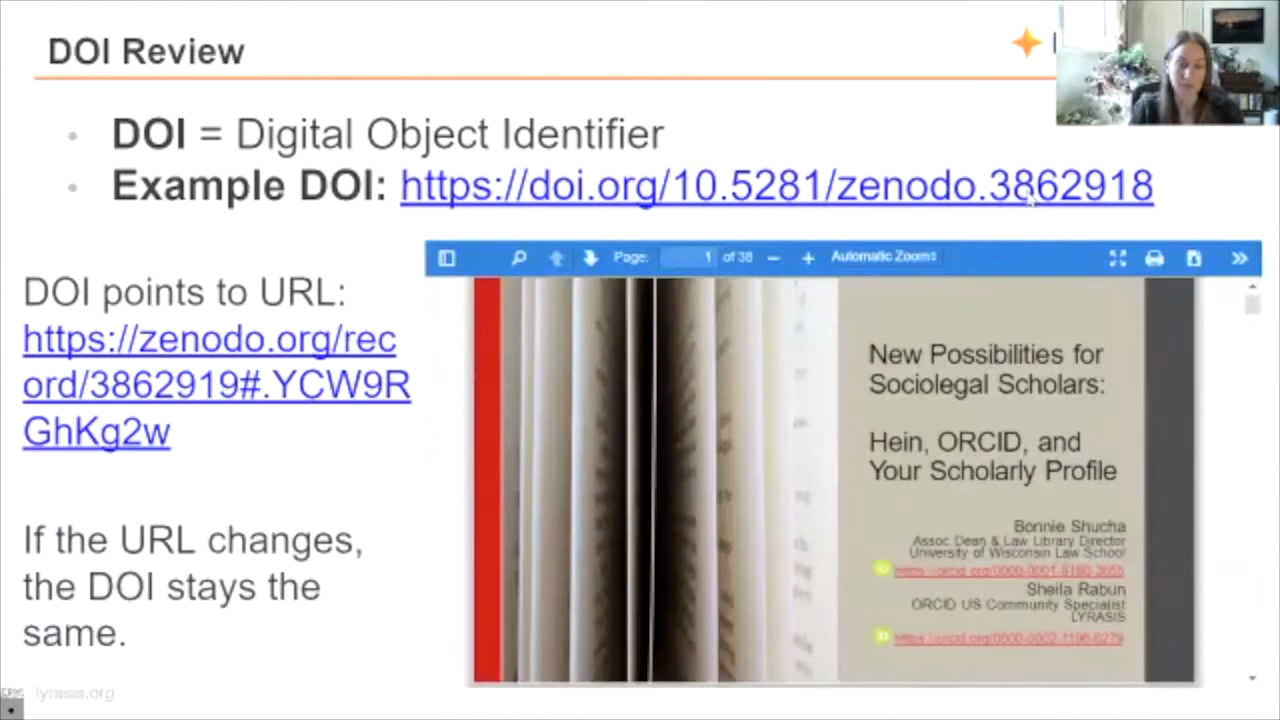 DOI Review
DOI = Digital Object Identifier
Example DOI: https://doi.org/10.5281/zenodo.3862918
DOI points to URL:
https://zenodo.org/rec
ord/3862919#.YCW9R
GhKg2w
If the URL changes,
the DOI stays the
same.
Page: 1 of 38
Automatic Zoom
New Possibilities for
Sociolegal Scholars:
Hein, ORCID, and
Your Scholarly Profile
Bonnie Shucha
Assoc Dean & Law Library Director
University of Wisconsin Law School
Sheila Rabun
ORCID US Community Specialist
LYRASIS
lyrasis.org